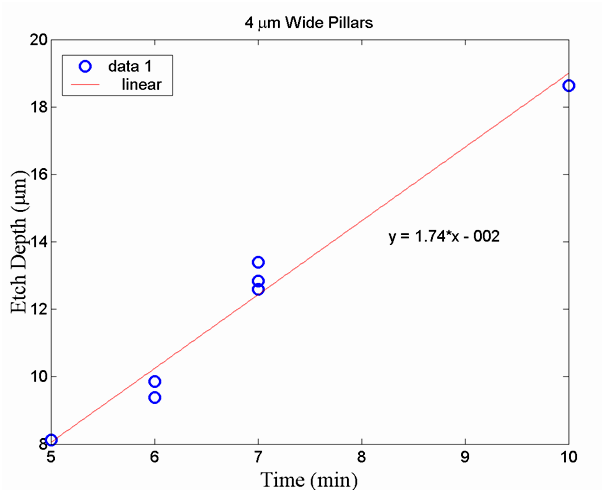 4 μm Wide Pillars
20
18
16
14
12
10
8
Etch Depth (μm)
data 1
linear
y = 1.74*x - 002
5 6 7 8 9 10
Time (min)